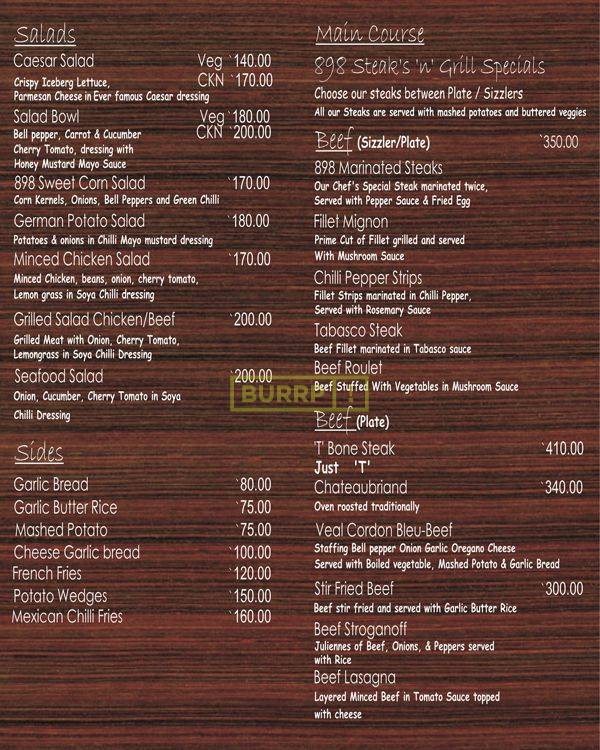 Salads
Caesar Salad Veg `140.00
Crispy Iceberg Lettuce, CKN `170.00
Parmesan Cheese in Ever famous Caesar dressing
Salad Bowl Veg `180.00
Bell pepper, Carrot & Cucumber CKN `200.00
Cherry Tomato, dressing with
Honey Mustard Mayo Sauce
898 Sweet Corn Salad `170.00
Corn Kernels, Onions, Bell Peppers and Green Chilli
German Potato Salad `180.00
Potatoes & onions in Chilli Mayo mustard dressing
Minced Chicken Salad `170.00
Minced Chicken, beans, onion, cherry tomato,
Lemon grass in Soya Chilli dressing
Grilled Salad Chicken/Beef `200.00
Grilled Meat with Onion, Cherry Tomato,
Lemongrass in Soya Chilli Dressing
Seafood Salad `200.00
Onion, Cucumber, Cherry Tomato in Soya
Chilli Dressing
Sides
Garlic Bread `80.00
Garlic Butter Rice `75.00
Mashed Potato `75.00
Cheese Garlic bread `100.00
French Fries `120.00
Potato Wedges `150.00
Mexican Chilli Fries `160.00
Main Course
898 Steak's 'n' Grill Specials
Choose our steaks between Plate / Sizzlers
All our Steaks are served with mashed potatoes and buttered veggies
Beef (Sizzler/Plate) `350.00
898 Marinated Steaks
Our Chef's Special Steak marinated twice,
Served with Pepper Sauce & Fried Egg
Fillet Mignon
Prime Cut of Fillet grilled and served
With Mushroom Sauce
Chilli Pepper Strips
Fillet Strips marinated in Chilli Pepper,
Served with Rosemary Sauce
Tabasco Steak
Beef Fillet marinated in Tabasco sauce
Beef Roulet
Beef Stuffed With Vegetables in Mushroom Sauce
BURRP!
Beef (Plate)
'T' Bone Steak `410.00
Just 'T'
Chateaubriand `340.00
Oven roosted traditionally
Veal Cordon Bleu-Beef
Staffing Bell pepper Onion Garlic Oregano Cheese
Served with Boiled vegetable, Mashed Potato & Garlic Bread
Stir Fried Beef `300.00
Beef stir fried and served with Garlic Butter Rice
Beef Stroganoff
Juliennes of Beef, Onions, & Peppers served
with Rice
Beef Lasagna
Layered Minced Beef in Tomato Sauce topped
with cheese